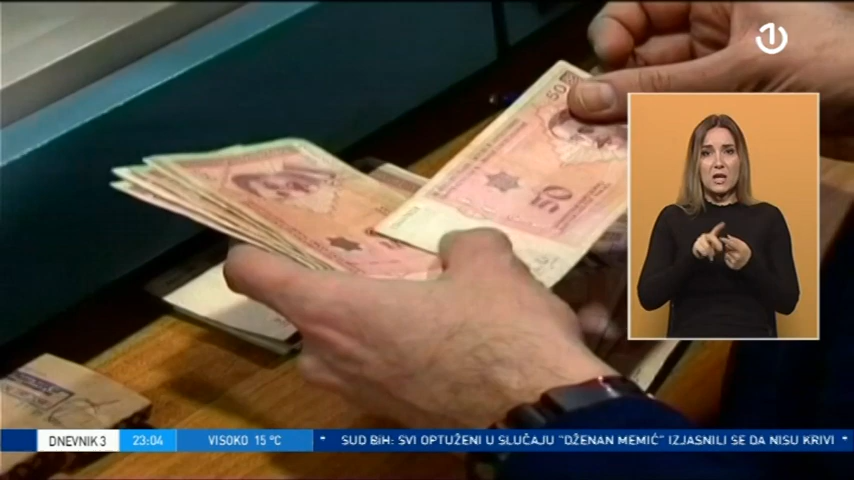 50
50
DNEVNIK 3
23:04
VISOKO 15 °C
SUD BiH: SVI OPTUŽENI U SLUČAJU "DŽENAN MEMIĆ" IZJASNILI SE DA NISU KRIVI